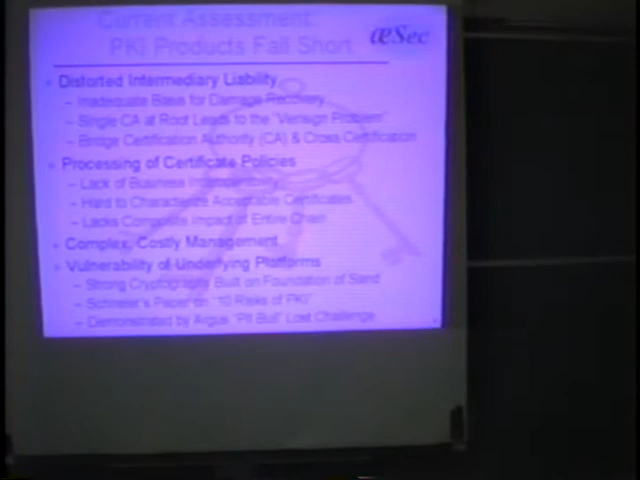 Current Assessment:
PKI Products Fall Short
æSec
Distorted Intermediary Liability
– Inadequate Basis for Damage Recovery
– Single CA at Root Leads to the "Verisign Problem"
– Bridge Certification Authority (CA) & Cross Certification
Processing of Certificate Policies
– Lack of Business
– Hard to Characterize Acceptable Certificates
– Lacks Composite Impact of Entire Chain
Complex, Costly Management
Vulnerability of Underlying Platforms
– Strong Cryptography Built on Foundation of Sand
– Schneier's Paper on "10 Risks of PKI"
– Demonstrated by Argus "Pit Bull" Lost Challenge